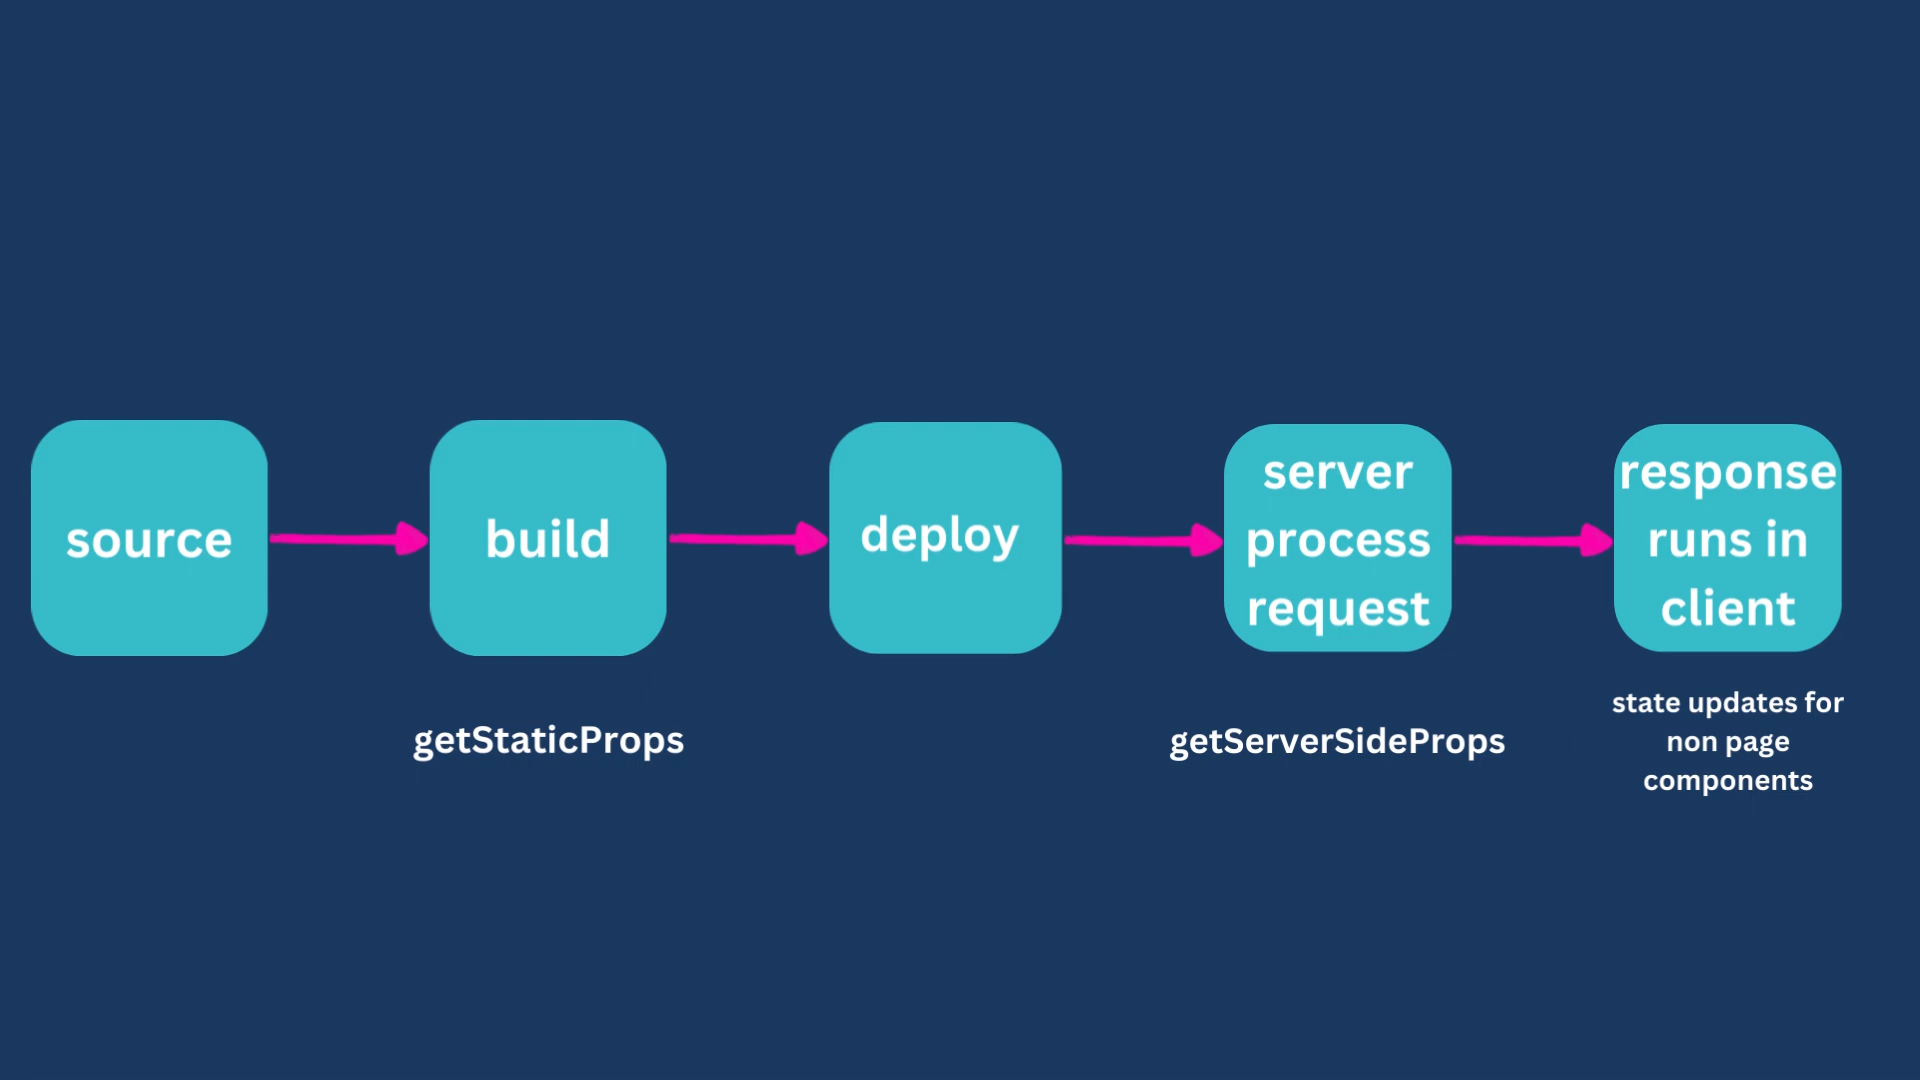 source
build
deploy
server
process
request
response
runs in
client
getStaticProps
getServerSideProps
state updates for
non page
components